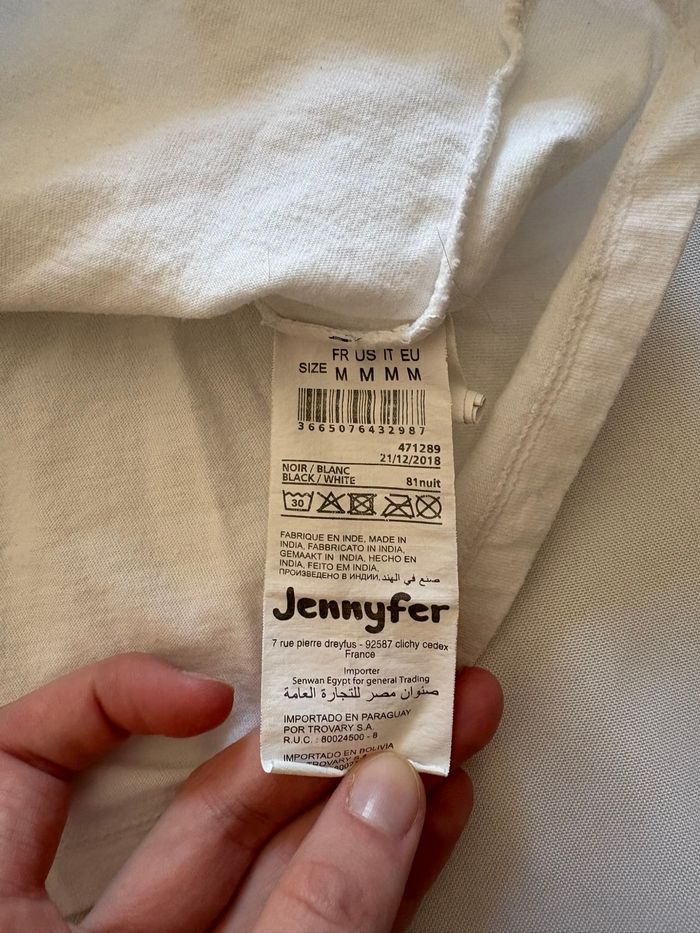 FR US IT EU
SIZE M M M M
3665076432987
471289
21/12/2018
NOIR / BLANC
BLACK / WHITE 81nuit
30
FABRIQUE EN INDE, MADE IN
INDIA, FABBRICATO IN INDIA,
GEMAAKT IN INDIA, HECHO EN
INDIA, FEITO EM INDIA.
ПРОИЗВЕДЕНО В ИНДИИ. صنع في الهند
Jennyfer
7 rue pierre dreyfus - 92587 clichy cedex
France
Importer
Senwan Egypt for general Trading
صنوان مصر للتجارة العامة
IMPORTADO EN PARAGUAY
POR TROVARY S.A.
R.U.C. : 80024500 - 8
IMPORTADO EN BOLIVIA
TROVARY S.A